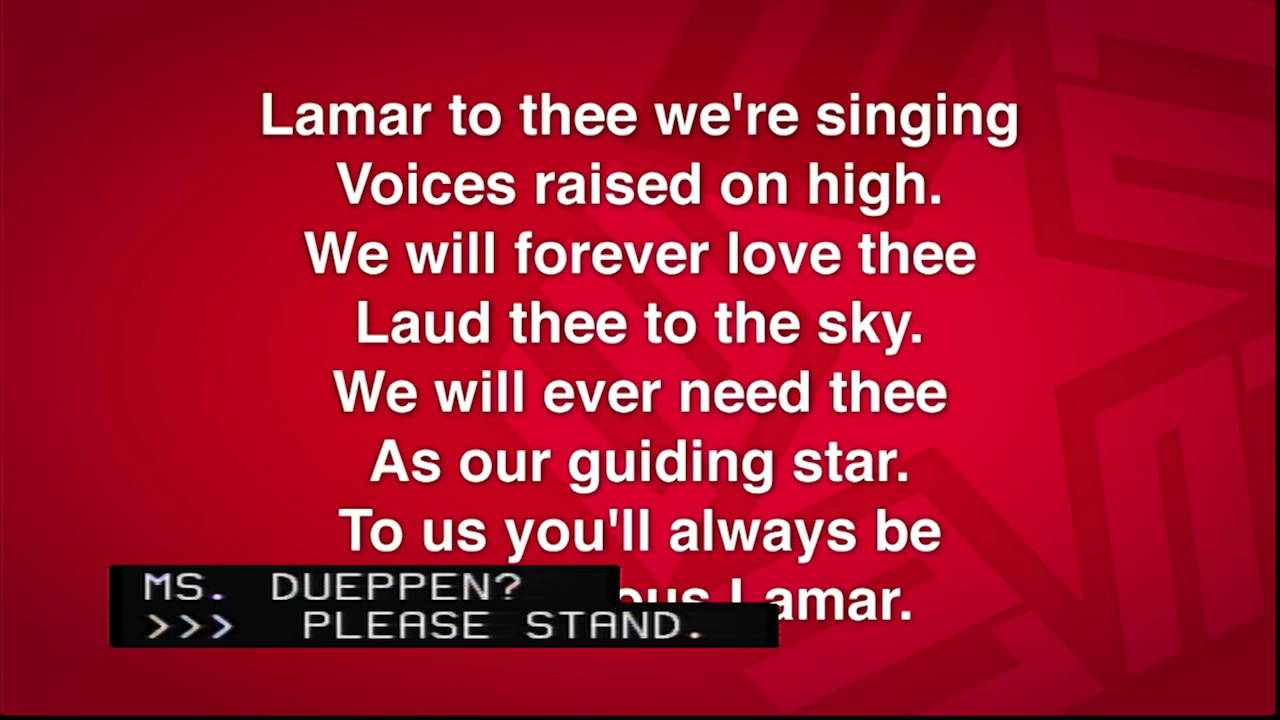 Lamar to thee we're singing
Voices raised on high.
We will forever love thee
Laud thee to the sky.
We will ever need thee
As our guiding star.
To us you'll always be
Lamar.
MS. DUEPPEN?
>>> PLEASE STAND.